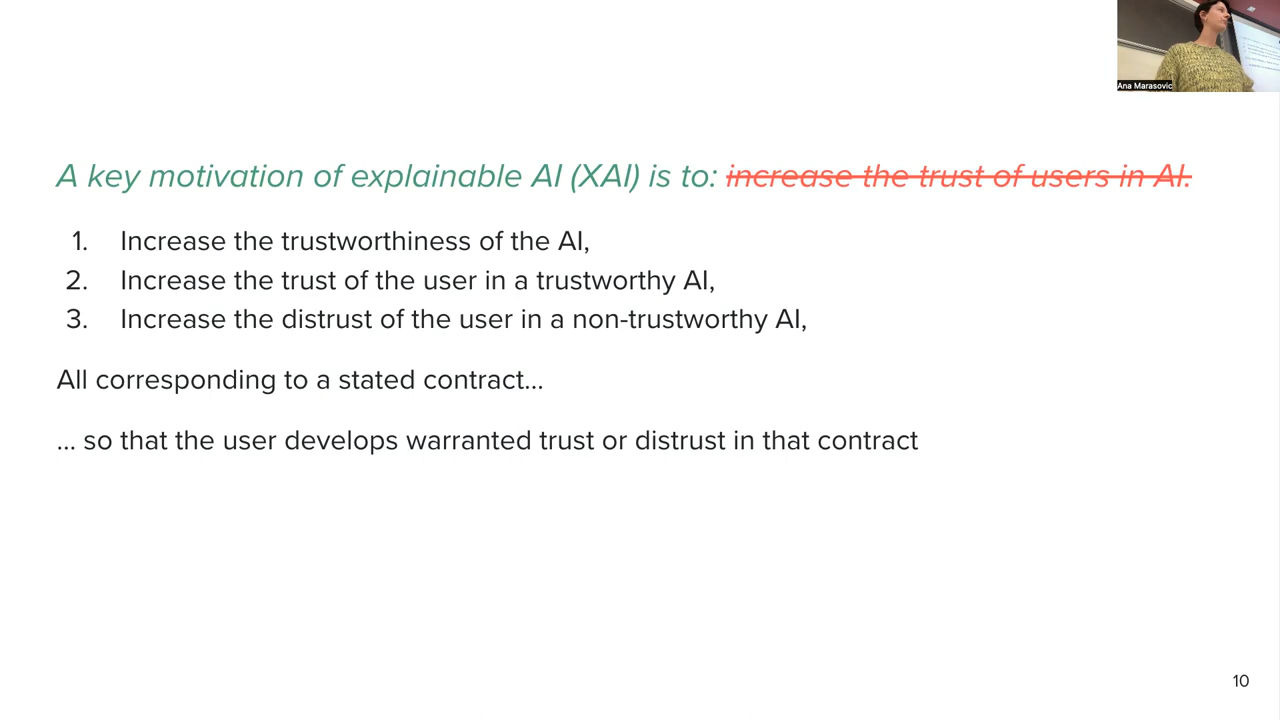 Ana Marasovic
A key motivation of explainable AI (XAI) is to: increase the trust of users in AI.
1. Increase the trustworthiness of the AI,
2. Increase the trust of the user in a trustworthy AI,
3. Increase the distrust of the user in a non-trustworthy AI,
All corresponding to a stated contract...
... so that the user develops warranted trust or distrust in that contract
10